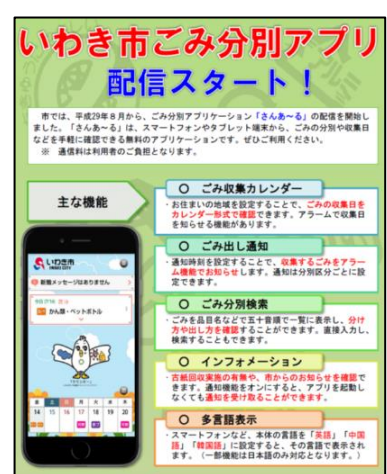 いわき市ごみ分別アプリ
配信スタート！
市では、平成29年８月から、ごみ分別アプリケーション「さんあ～る」の配信を開始し
ました。「さんあ～る」は、スマートフォンやタブレット端末から、ごみの分別や収集日
などを手軽に確認できる無料のアプリケーションです。ぜひご利用ください。
※　通信料は利用者のご負担となります。
主な機能
○　ごみ収集カレンダー
・お住まいの地域を設定することで、ごみの収集日を
カレンダー形式で確認できます。アラームで収集日
を知らせる機能があります。
○　ごみ出し通知
・通知時刻を設定することで、収集するごみをアラー
ム機能でお知らせします。通知は分別区分ごとに設
定できます。
○　ごみ分別検索
・ごみを品目名などで五十音順で一覧に表示し、分け
方や出し方を確認することができます。直接入力し、
検索することもできます。
○　インフォメーション
・古紙回収実施の有無や、市からのお知らせを確認で
きます。通知機能をオンにすると、アプリを起動し
なくても通知を受け取ることができます。
○　多言語表示
・スマートフォンなど、本体の言語を「英語」「中国
語」「韓国語」に設定すると、その言語で表示され
ます。（一部機能は日本語のみ対応となります。）
いわき市
IWAKI CITY
新着メッセージはありません
かん類・ペットボトル
14 15 16 17 18 19 20